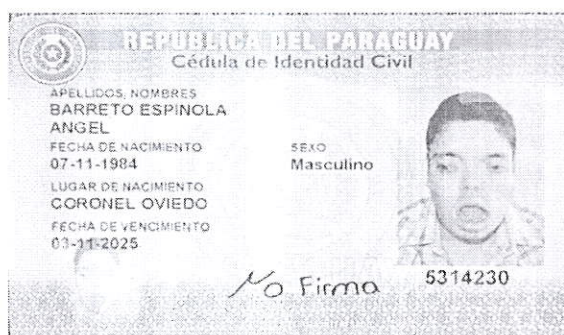 REPUBLICA DEL PARAGUAY
Cédula de Identidad Civil
APELLIDOS, NOMBRES
BARRETO ESPINOLA
ANGEL
FECHA DE NACIMIENTO
07-11-1984
SEXO
Masculino
LUGAR DE NACIMIENTO
CORONEL OVIEDO
FECHA DE VENCIMIENTO
03-11-2025
No Firma
5314230